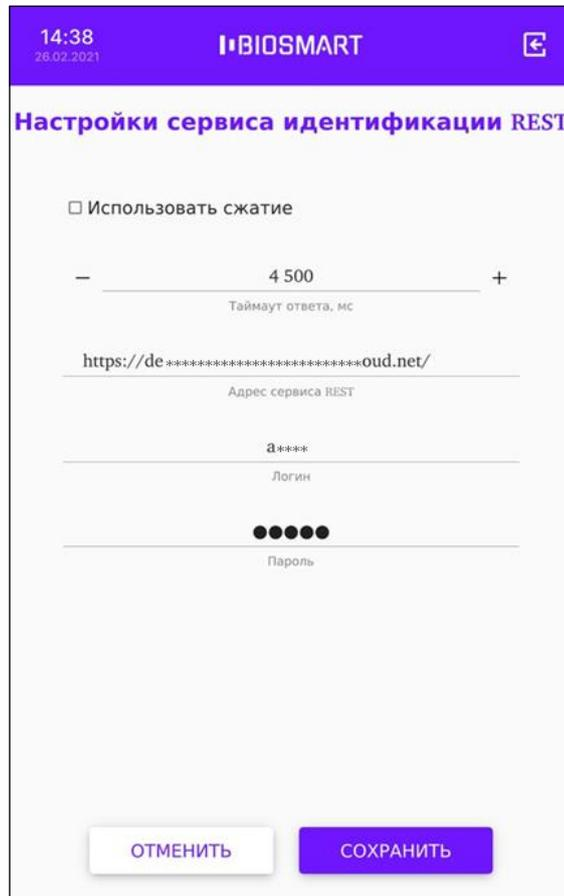 14:38
26.02.2021
BIOSMART
Настройки сервиса идентификации REST
Использовать сжатие
− 4 500 +
Таймаут ответа, мс
https://de*************************oud.net/
Адрес сервиса REST
a****
Логин
●●●●●
Пароль
ОТМЕНИТЬ СОХРАНИТЬ